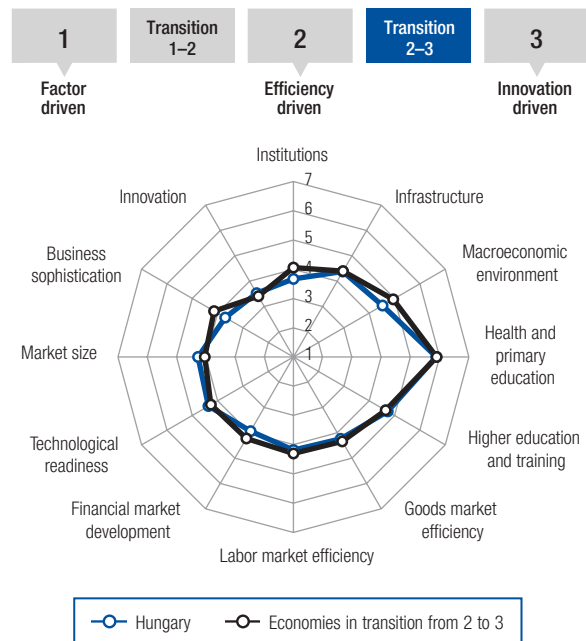 1
Transition
1–2
2
Transition
2–3
3
Factor
driven
Efficiency
driven
Innovation
driven
Institutions
Infrastructure
Macroeconomic
environment
Health and
primary
education
Higher education
and training
Goods market
efficiency
Labor market efficiency
Financial market
development
Technological
readiness
Market size
Business
sophistication
Innovation
7
6
5
4
3
2
1
Hungary
Economies in transition from 2 to 3